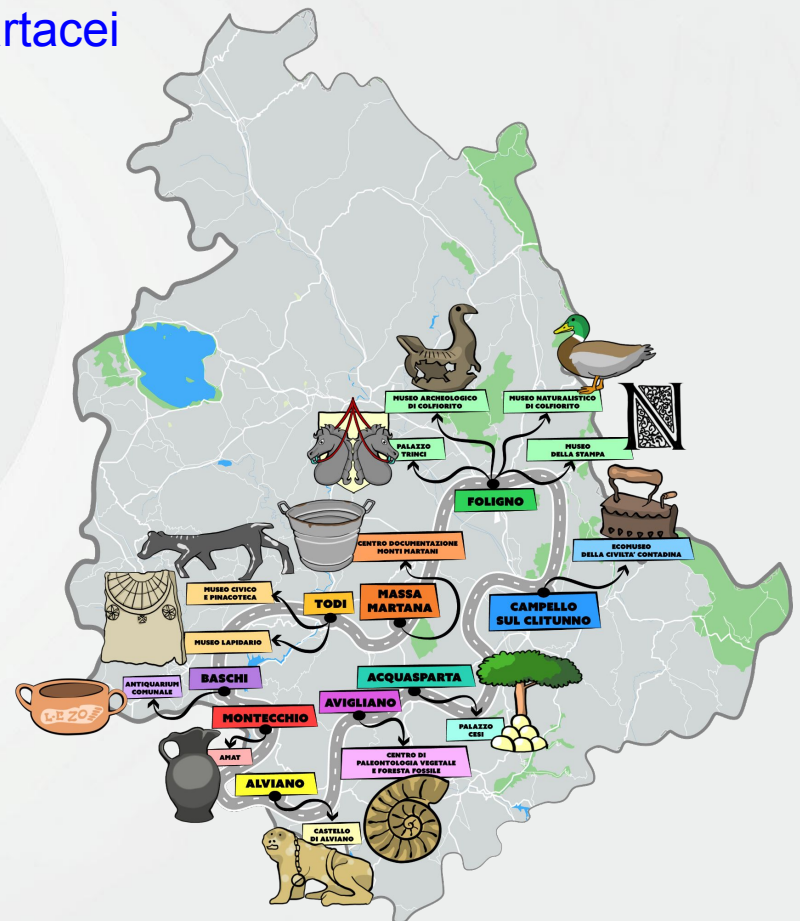 rtacei
MUSEO ARCHEOLOGICO
DI COLFIORITO
MUSEO NATURALISTICO
DI COLFIORITO
N
PALAZZO
TRINCI
MUSEO
DELLA STAMPA
FOLIGNO
CENTRO DOCUMENTAZIONE
MONTI MARTANI
ECOMUSEO
DELLA CIVILTA' CONTADINA
MUSEO CIVICO
E PINACOTECA
TODI
MASSA
MARTANA
CAMPELLO
SUL CLITUNNO
MUSEO LAPIDARIO
ANTIQUARIUM
COMUNALE
BASCHI
ACQUASPARTA
L·E ZO
AVIGLIANO
MONTECCHIO
PALAZZO
CESI
AMAT
CENTRO DI
PALEONTOLOGIA VEGETALE
E FORESTA FOSSILE
ALVIANO
CASTELLO
DI ALVIANO